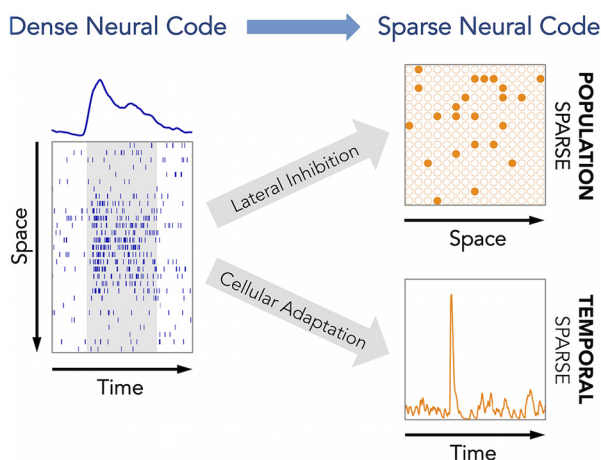 Dense Neural Code
Sparse Neural Code
Space
Time
Lateral Inhibition
Cellular Adaptation
POPULATION
SPARSE
Space
TEMPORAL
SPARSE
Time